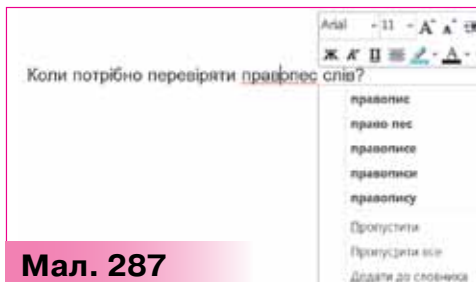 Arial 11 A A
Ж К П А
Коли потрібно перевіряти правопес слів?
правопис
право пес
правописе
правописи
правопису
Пропустити
Пропустити все
Додати до словника
Мал. 287